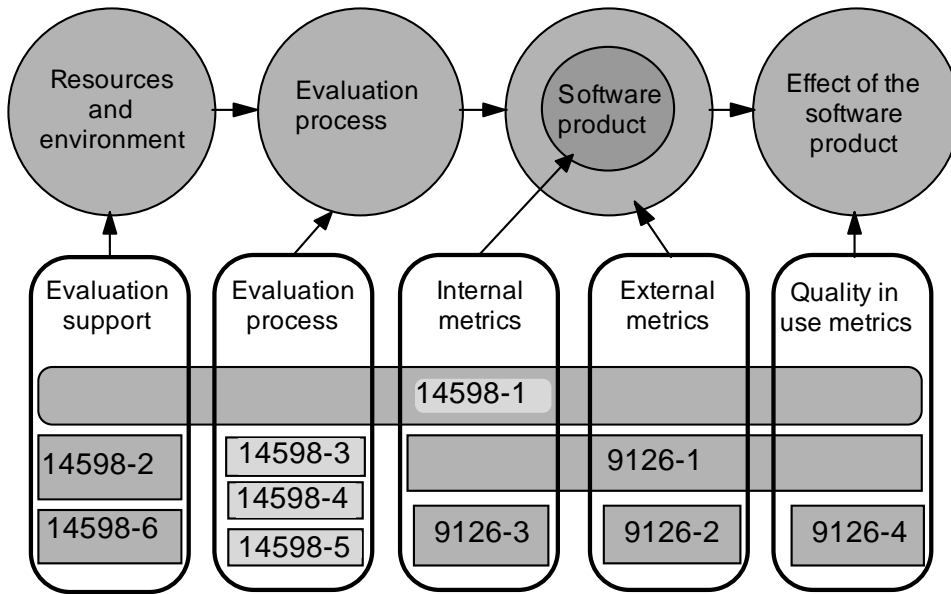 Resources
and
environment
Evaluation
process
Software
product
Effect of the
software
product
Evaluation
support
Evaluation
process
Internal
metrics
External
metrics
Quality in
use metrics
14598-1
14598-2
14598-6
14598-3
14598-4
14598-5
9126-1
9126-3
9126-2
9126-4